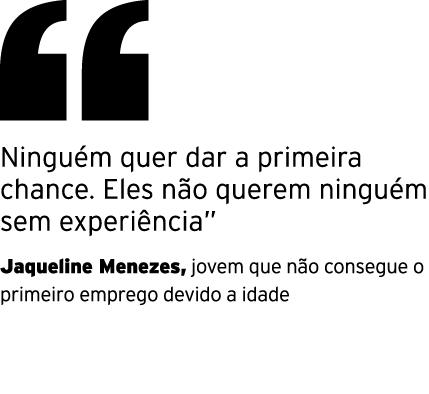 “
Ninguém quer dar a primeira
chance. Eles não querem ninguém
sem experiência”
Jaqueline Menezes, jovem que não consegue o
primeiro emprego devido a idade